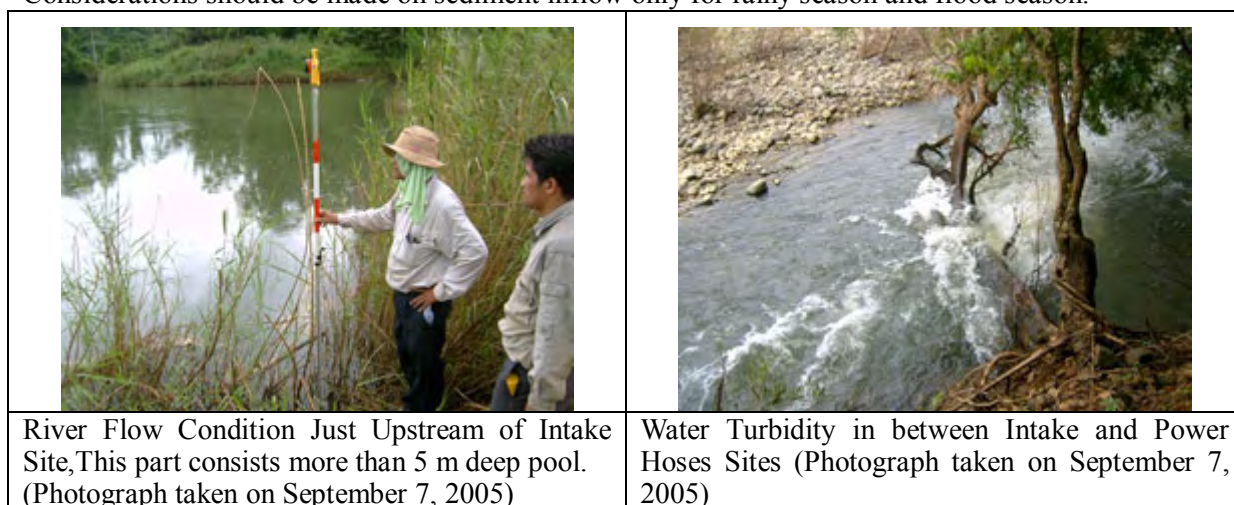 Considerations should be made on sediment inflow only for rainy season and flood season.
River Flow Condition Just Upstream of Intake
Site,This part consists more than 5 m deep pool.
(Photograph taken on September 7, 2005)
Water Turbidity in between Intake and Power
Hoses Sites (Photograph taken on September 7,
2005)